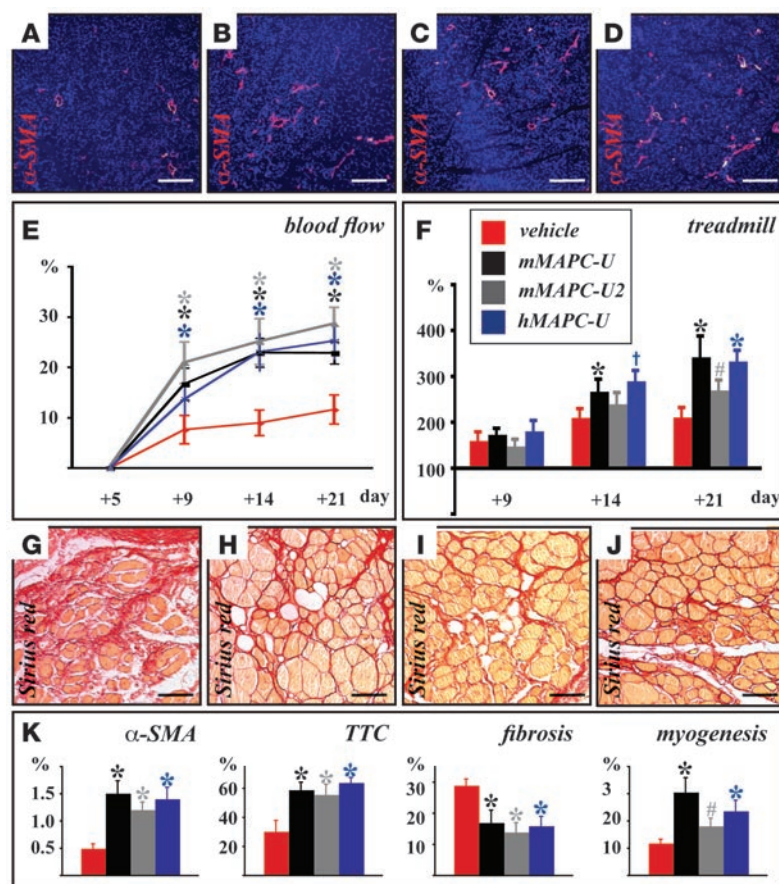 A
B
C
D
α-SMA
α-SMA
α-SMA
α-SMA
E
blood flow
%
30
20
10
+5
+9
+14
+21
day
* * *
* * *
* * *
F
treadmill
vehicle
mMAPC-U
mMAPC-U2
hMAPC-U
%
400
300
200
100
* †
* # *
+9
+14
+21
day
G
H
I
J
Sirius red
Sirius red
Sirius red
Sirius red
K
α-SMA
%
1.5
1.0
0.5
* * *
TTC
%
60
40
20
* * *
fibrosis
%
30
20
10
* * *
myogenesis
%
3
20
10
* # *